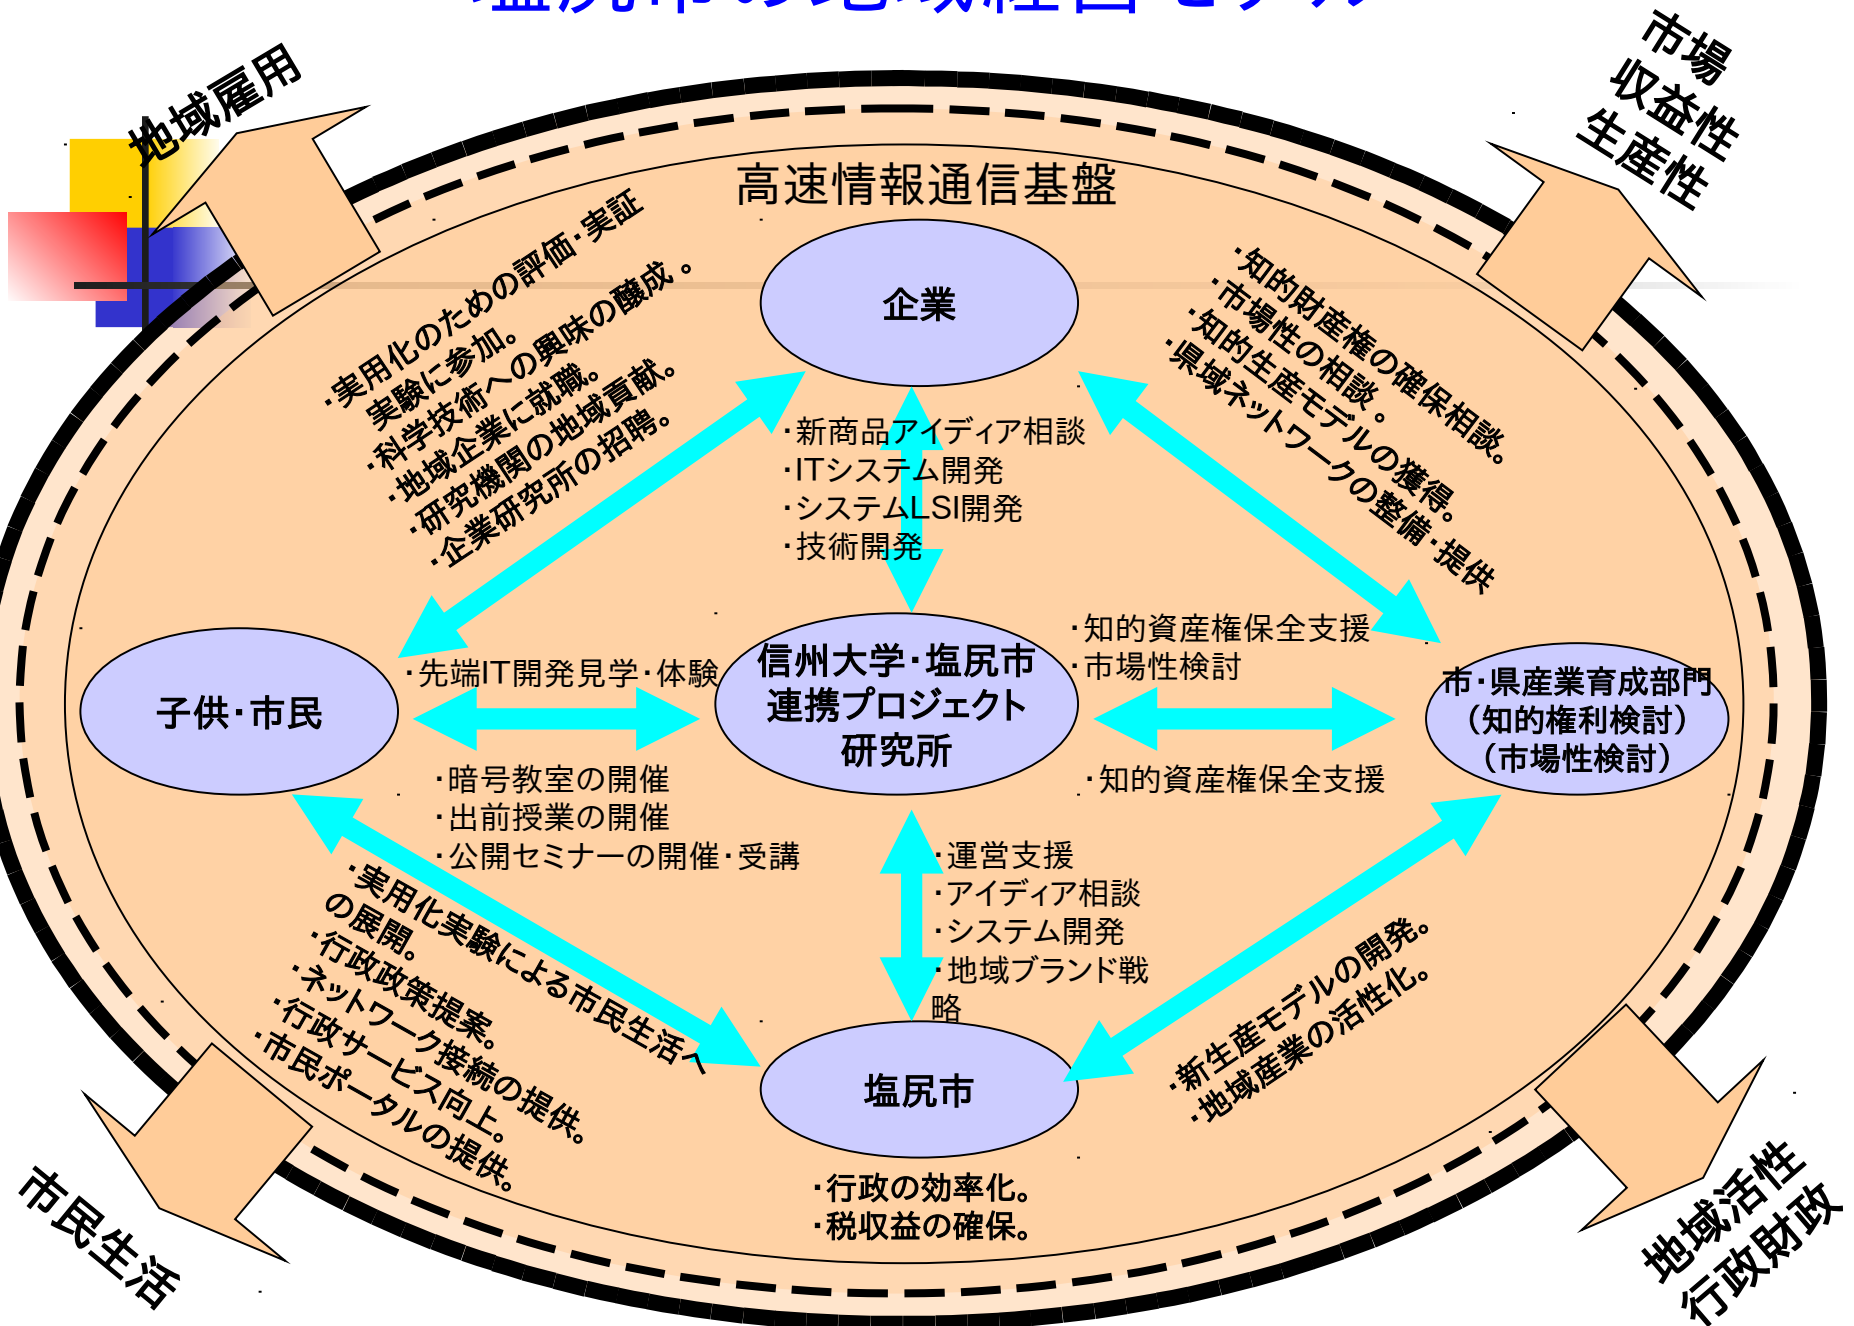 塩尻市の地域経営モデル
地域雇用
市場
収益性
生産性
高速情報通信基盤
企業
・実用化のための評価・実証
実験に参加。
・科学技術への興味の醸成 。
・地域企業に就職。
・研究機関の地域貢献。
・企業研究所の招聘。
・知的財産権の確保相談。
・市場性の相談 。
・知的生産モデルの獲得。
・県域ネットワークの整備・提供
・新商品アイディア相談
・ITシステム開発
・システムLSI開発
・技術開発
子供・市民
・先端IT開発見学・体験
信州大学・塩尻市
連携プロジェクト
研究所
・知的資産権保全支援
・市場性検討
市・県産業育成部門
（知的権利検討）
（市場性検討）
・暗号教室の開催
・出前授業の開催
・公開セミナーの開催・受講
・知的資産権保全支援
・運営支援
・アイディア相談
・システム開発
・地域ブランド戦
略
・実用化実験による市民生活へ
の展開。
・行政政策提案。
・ネットワーク接続の提供。
・行政サービス向上。
・市民ポータルの提供。
・新生産モデルの開発。
・地域産業の活性化。
塩尻市
・行政の効率化。
・税収益の確保。
市民生活
地域活性
行政財政